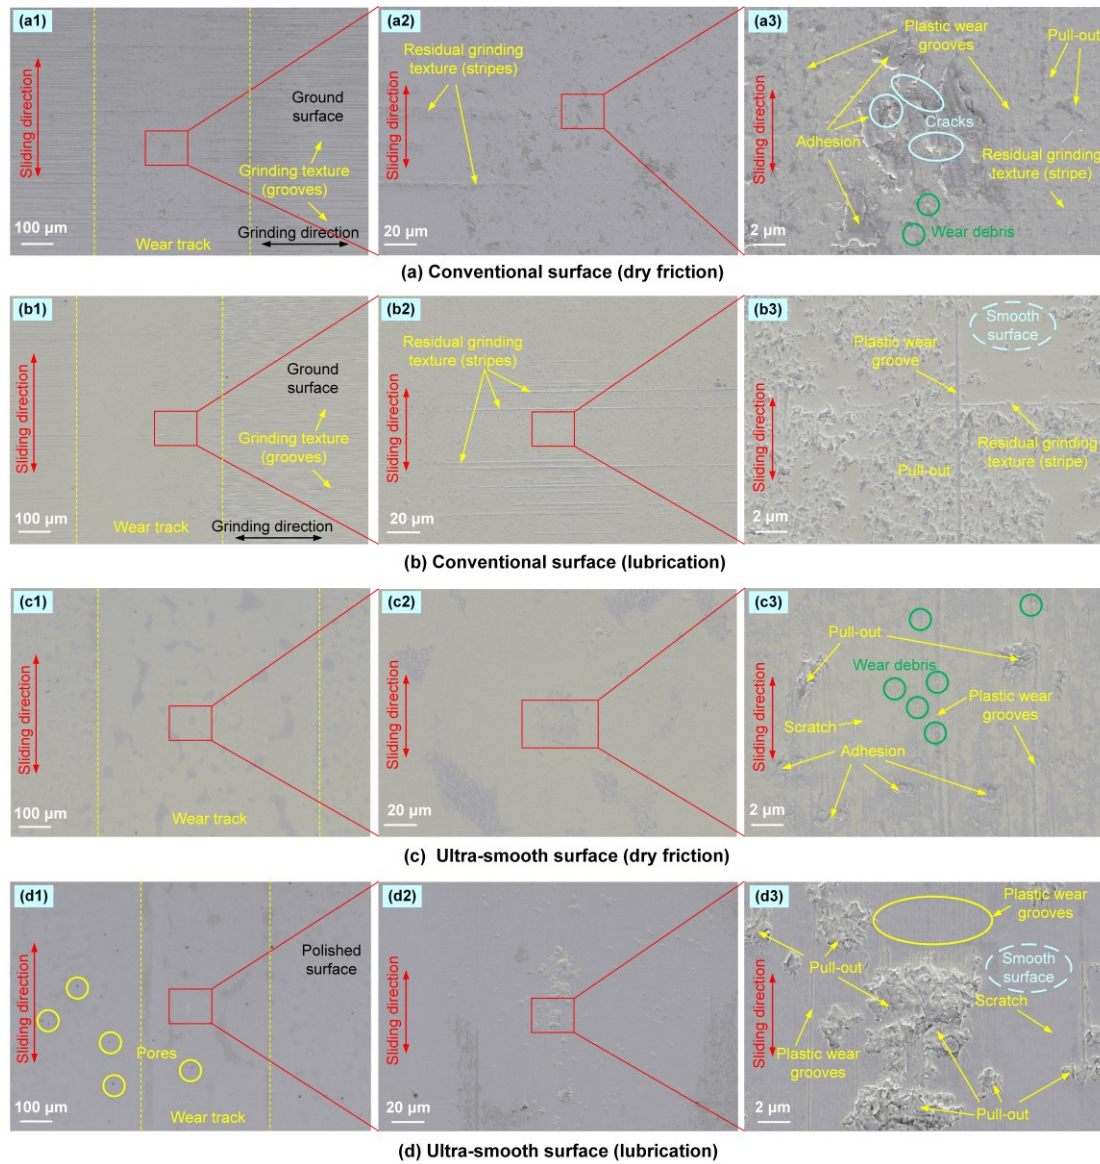 (a1)
Sliding direction
Ground
surface
Grinding texture
(grooves)
100 μm
Wear track
Grinding direction
(a2)
Residual grinding
texture (stripes)
Sliding direction
20 μm
(a3)
Plastic wear
grooves
Pull-out
Sliding direction
Cracks
Adhesion
Residual grinding
texture (stripe)
Wear debris
2 μm
(a) Conventional surface (dry friction)
(b1)
Sliding direction
Ground
surface
Grinding texture
(grooves)
100 μm
Wear track
Grinding direction
(b2)
Residual grinding
texture (stripes)
Sliding direction
20 μm
(b3)
Smooth
surface
Plastic wear
groove
Sliding direction
Residual grinding
texture (stripe)
Pull-out
2 μm
(b) Conventional surface (lubrication)
(c1)
Sliding direction
100 μm
Wear track
(c2)
Sliding direction
20 μm
(c3)
Pull-out
Wear debris
Sliding direction
Scratch
Plastic wear
grooves
Adhesion
2 μm
(c) Ultra-smooth surface (dry friction)
(d1)
Sliding direction
Polished
surface
Pores
100 μm
Wear track
(d2)
Sliding direction
20 μm
(d3)
Plastic wear
grooves
Pull-out
Smooth
surface
Sliding direction
Scratch
Plastic wear
grooves
Pull-out
2 μm
(d) Ultra-smooth surface (lubrication)